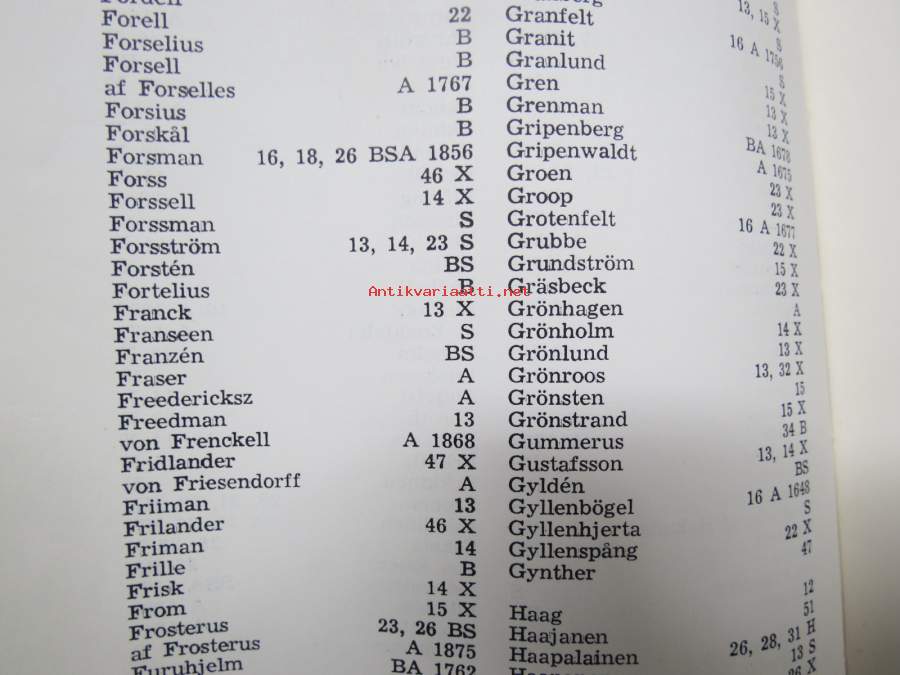 Forell 22
Forselius B
Forsell B
af Forselles A 1767
Forsius B
Forskål B
Forsman 16, 18, 26 BSA 1856
Forss 46 X
Forssell 14 X
Forssman S
Forsström 13, 14, 23 S
Forstén BS
Fortelius B
Franck 13 X
Franseen S
Franzén BS
Fraser A
Freedericksz A
Freedman 13
von Frenckell A 1868
Fridlander 47 X
von Friesendorff A
Friiman 13
Frilander 46 X
Friman 14
Frille B
Frisk 14 X
From 15 X
Frosterus 23, 26 BS
af Frosterus A 1875
Furuhjelm BA 1762
S
13, 15 X
S
Granfelt 16 A 1756
Granit S
Granlund 15 X
Gren 13 X
Grenman 13 X
Gripenberg BA 1678
Gripenwaldt A 1675
Groen 23 X
Groop 23 X
Grotenfelt 16 A 1677
Grubbe 22 X
Grundström 15 X
Gräsbeck 23 X
Grönhagen A
Grönholm 14 X
Grönlund 13 X
Grönroos 13, 32 X
Grönsten 15
Grönstrand 15 X
Gummerus 34 B
Gustafsson 13, 14 X
Gyldén BS
Gyllenbögel 16 A 1648
Gyllenhjerta S
Gyllenspång 22 X
Gynther 47
Haag 12
Haajanen 51
Haapalainen 26, 28, 31 H
13 S
26 X
Antikvariaatti.net